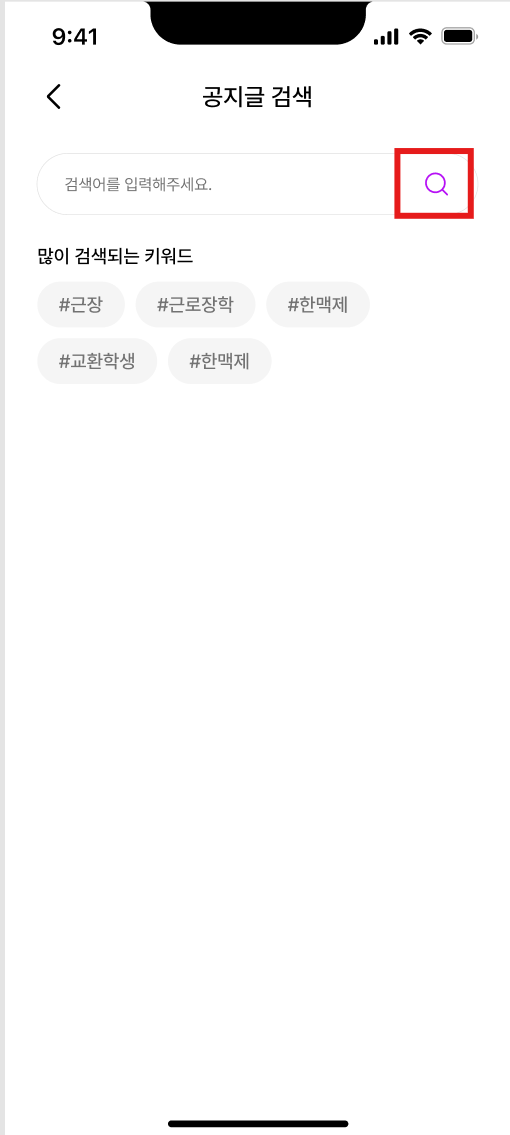 9:41
공지글 검색
검색어를 입력해주세요.
많이 검색되는 키워드
#근장 #근로장학 #한맥제
#교환학생 #한맥제